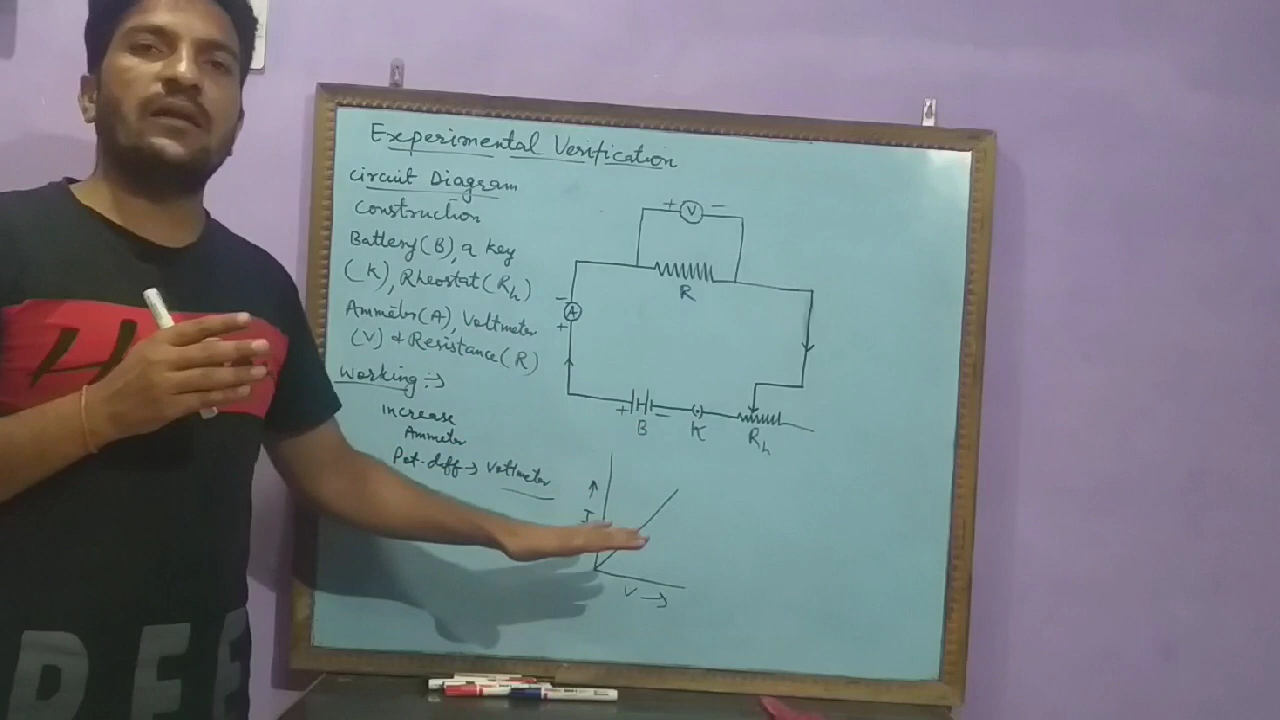 Experimental Verification
Circuit Diagram
Construction
Battery (B), a key
(K), Rheostat (Rh)
Ammeter (A), Voltmeter
(V) & Resistance (R)
Working :→
increase
Ammeter
Pot. diff → Voltmeter
+ V −
R
−
A
+
+ −
B
K
Rh
I
V →